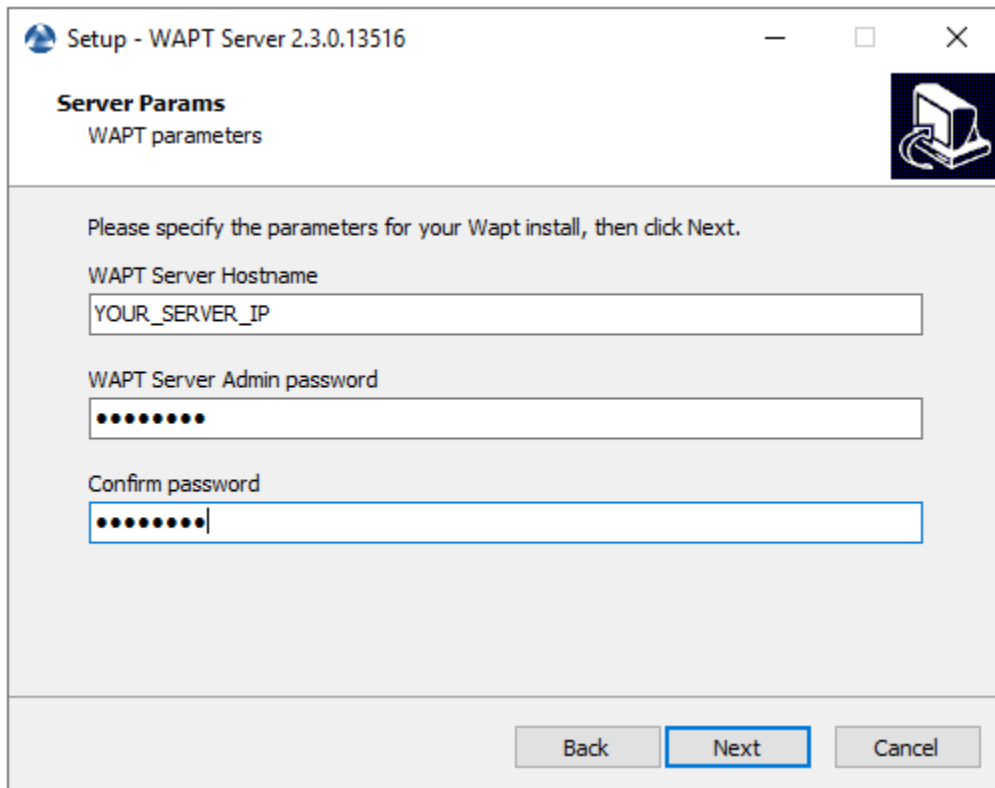 Setup - WAPT Server 2.3.0.13516
Server Params
WAPT parameters
Please specify the parameters for your Wapt install, then click Next.
WAPT Server Hostname
YOUR_SERVER_IP
WAPT Server Admin password
••••••••
Confirm password
••••••••
Back Next Cancel